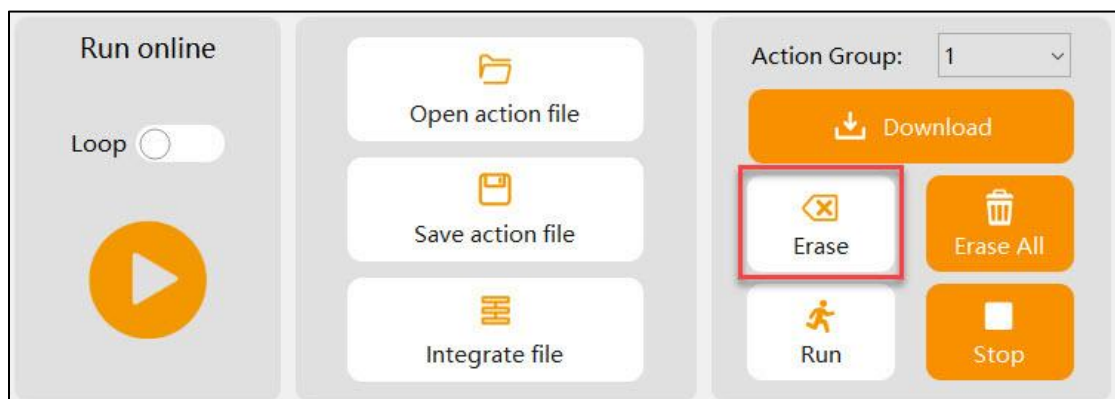 Run online
Loop
Open action file
Save action file
Integrate file
Action Group: 1
Download
Erase
Erase All
Run
Stop